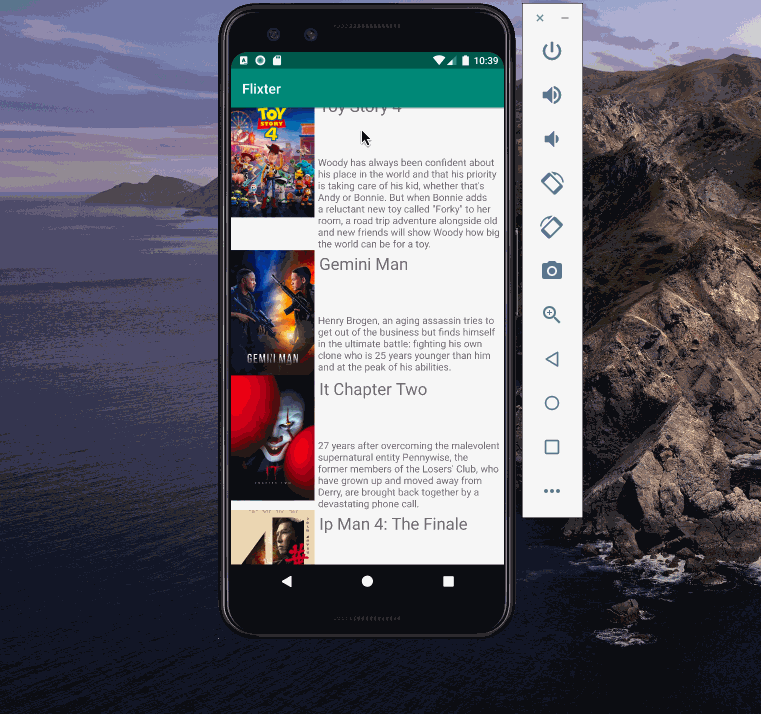 10:39
Flixter
Toy Story 4
TOY
STORY
4
Woody has always been confident about
his place in the world and that his priority
is taking care of his kid, whether that's
Andy or Bonnie. But when Bonnie adds
a reluctant new toy called "Forky" to her
room, a road trip adventure alongside old
and new friends will show Woody how big
the world can be for a toy.
Gemini Man
GEMINI MAN
Henry Brogen, an aging assassin tries to
get out of the business but finds himself
in the ultimate battle: fighting his own
clone who is 25 years younger than him
and at the peak of his abilities.
It Chapter Two
27 years after overcoming the malevolent
supernatural entity Pennywise, the
former members of the Losers' Club, who
have grown up and moved away from
Derry, are brought back together by a
devastating phone call.
Ip Man 4: The Finale